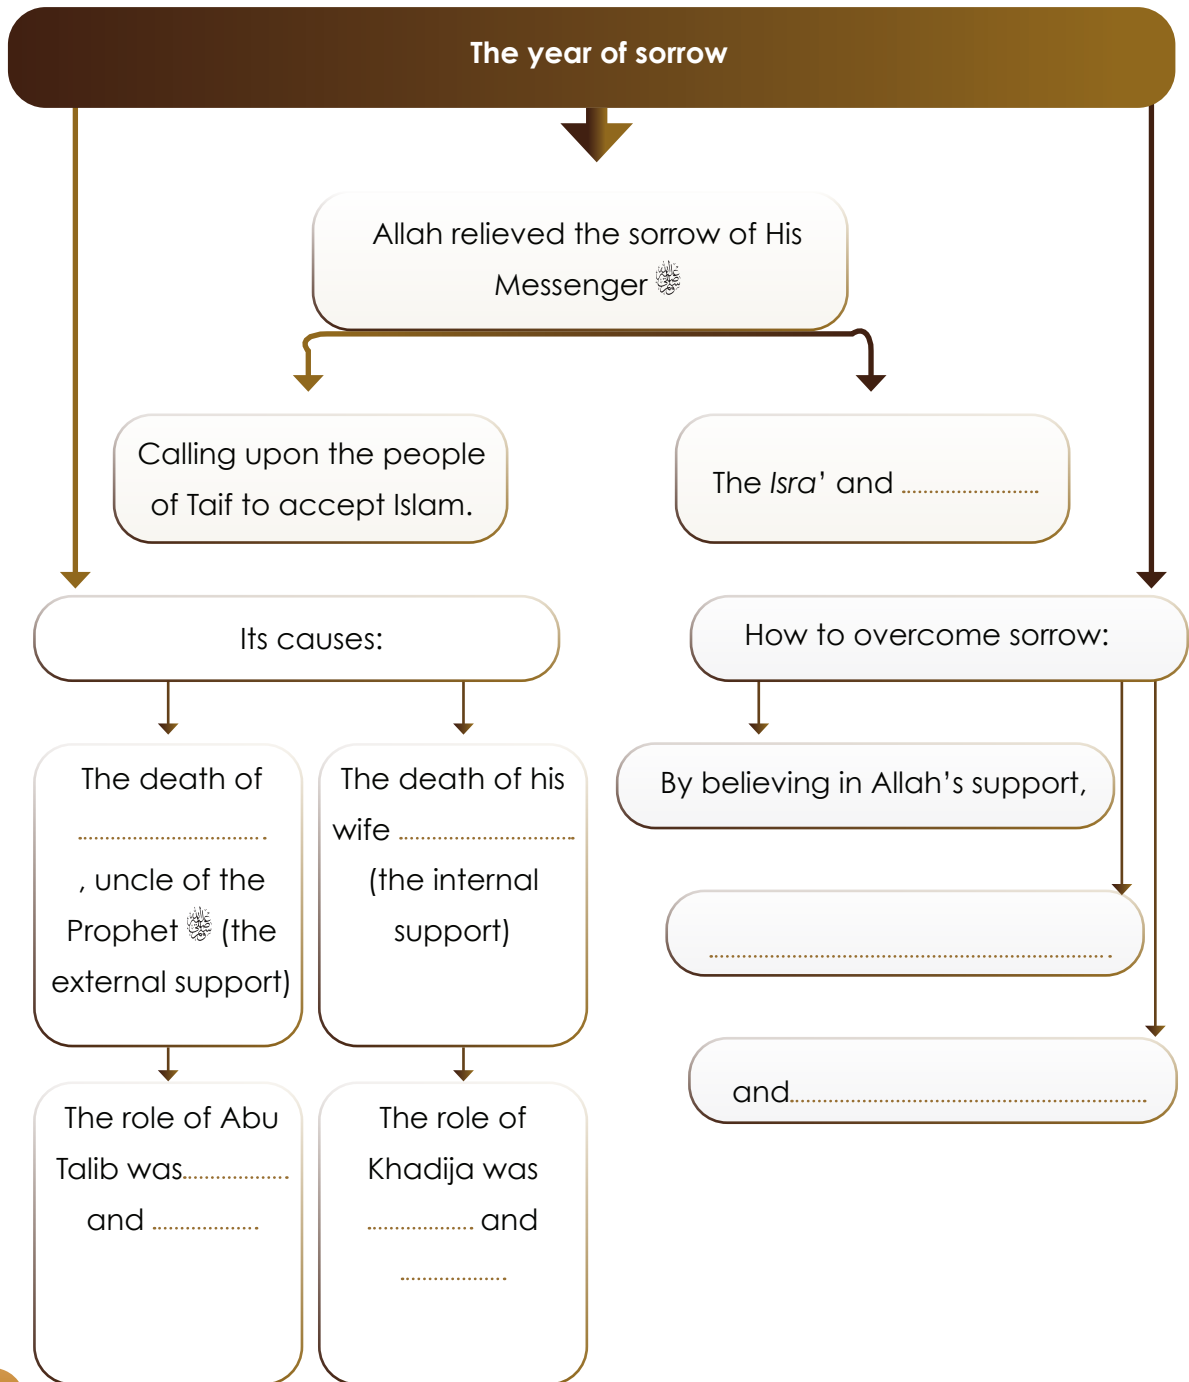 The year of sorrow
Allah relieved the sorrow of His
Messenger ﷺ
Calling upon the people
of Taif to accept Islam.
The Isra’ and ........................
Its causes:
How to overcome sorrow:
The death of
................................ .
, uncle of the
Prophet ﷺ (the
external support)
The death of his
wife ...............................
(the internal
support)
By believing in Allah’s support,
...................................................................... .
and...............................................................
The role of Abu
Talib was...................
and ...................
The role of
Khadija was
................... and
...................